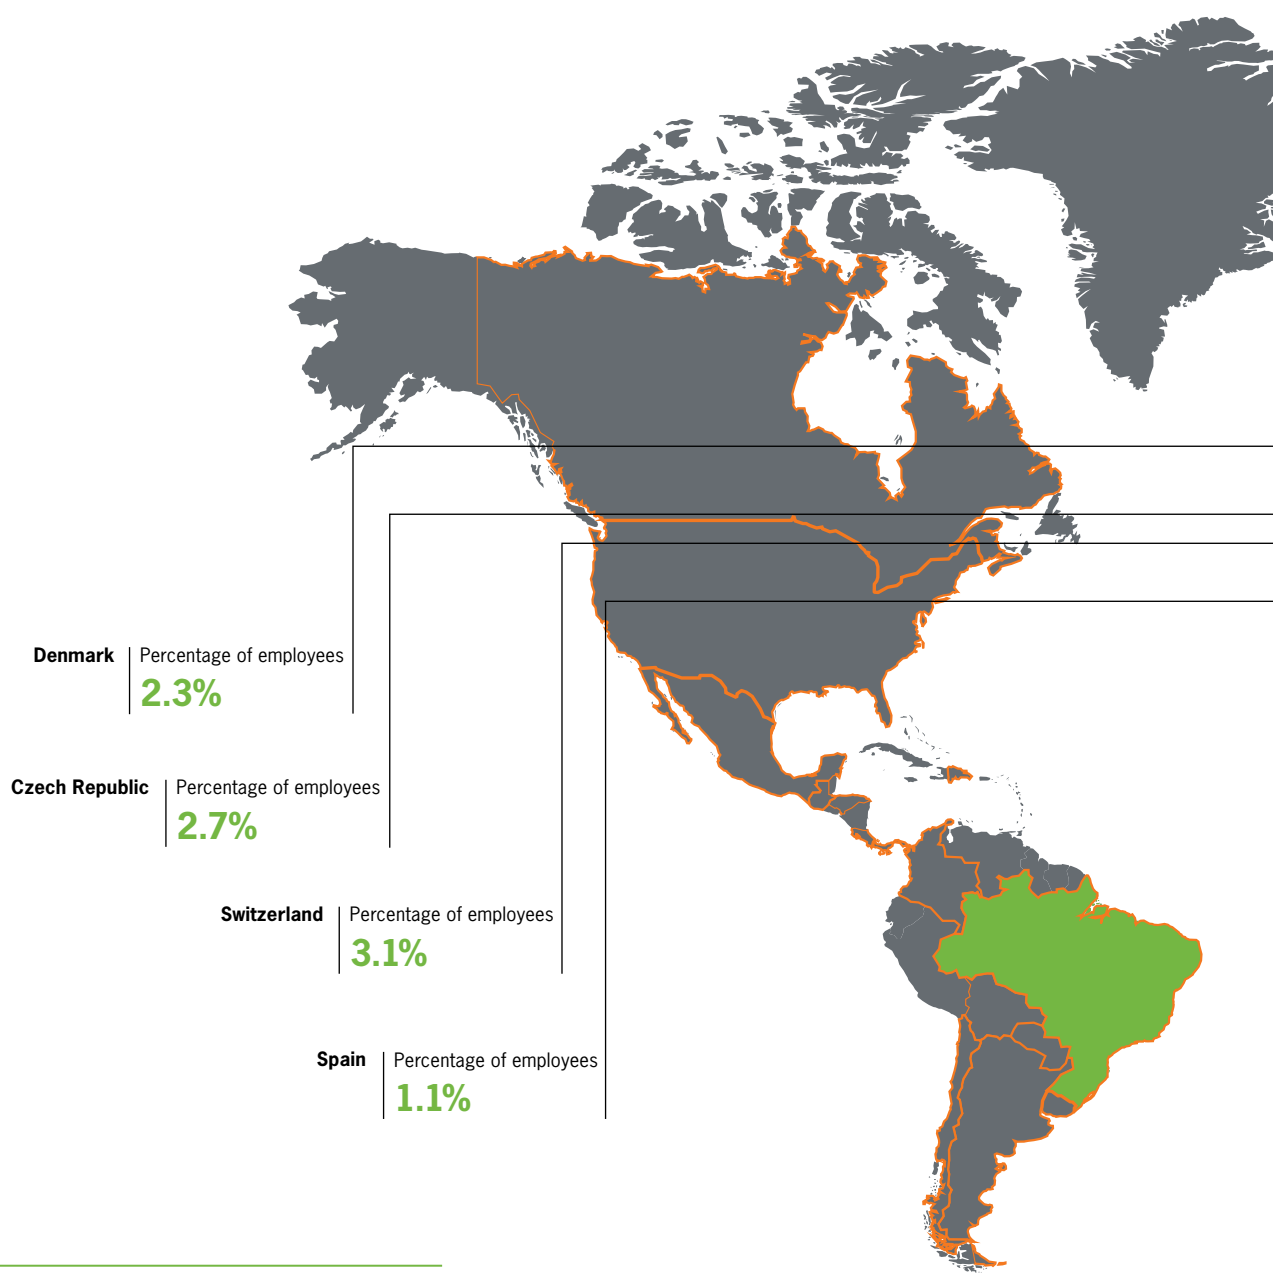 Denmark
Percentage of employees
2.3%
Czech Republic
Percentage of employees
2.7%
Switzerland
Percentage of employees
3.1%
Spain
Percentage of employees
1.1%